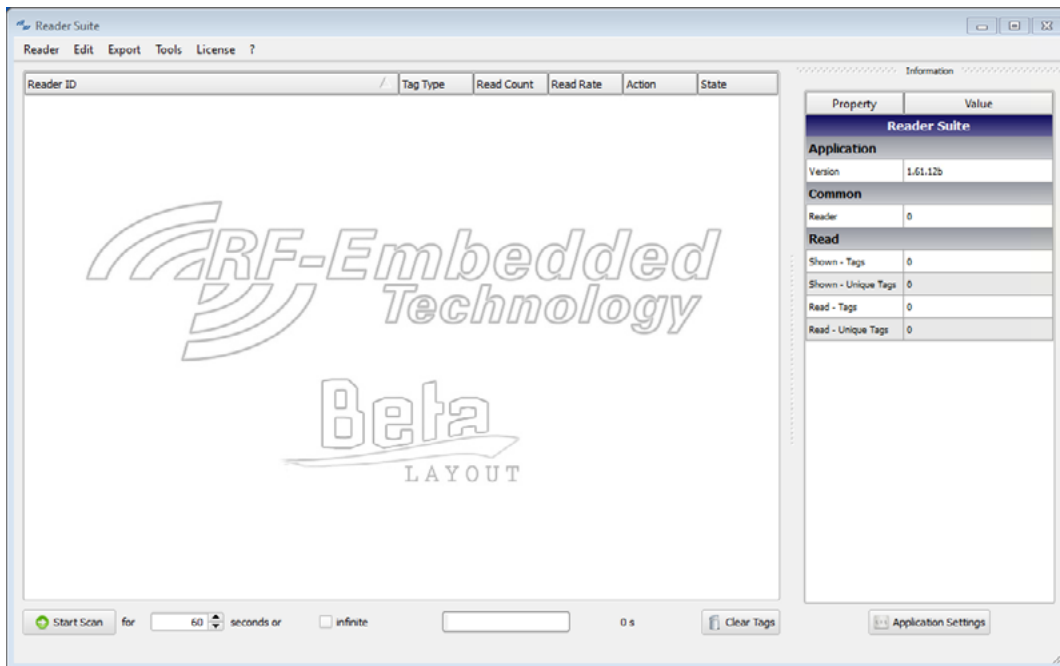 Reader Suite
Reader Edit Export Tools License ?
Information
Reader ID Tag Type Read Count Read Rate Action State
Property Value
Reader Suite
Application
Version 1.61.12b
Common
Reader 0
Read
Shown - Tags 0
Shown - Unique Tags 0
Read - Tags 0
Read - Unique Tags 0
RF-Embedded
Technology
Beta
LAYOUT
Start Scan for 60 seconds or infinite 0 s Clear Tags Application Settings